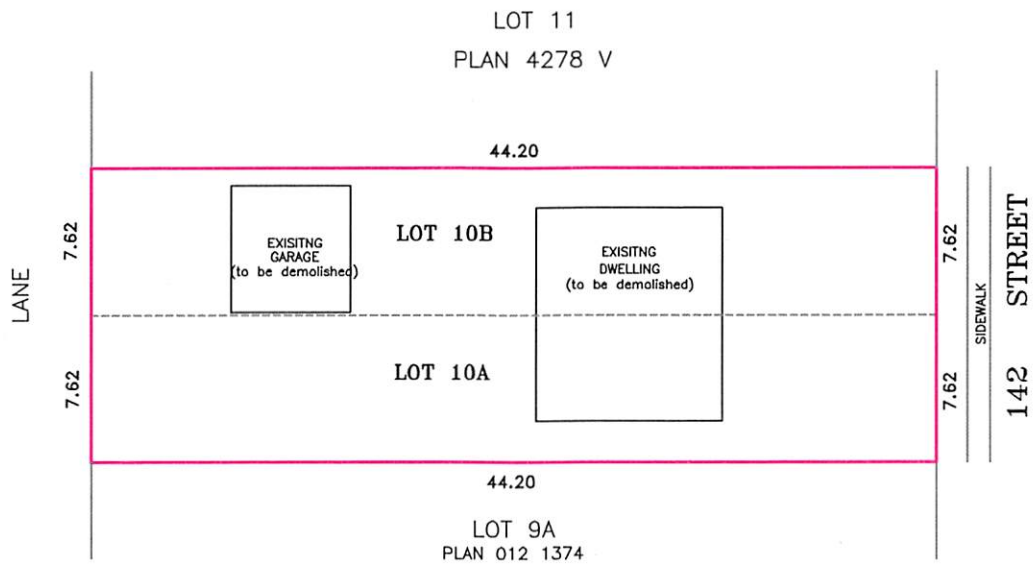 LOT 11
PLAN 4278 V
44.20
7.62
EXISITNG
GARAGE
(to be demolished)
LOT 10B
EXISITNG
DWELLING
(to be demolished)
7.62
LANE
SIDEWALK
142 STREET
7.62
LOT 10A
7.62
44.20
LOT 9A
PLAN 012 1374